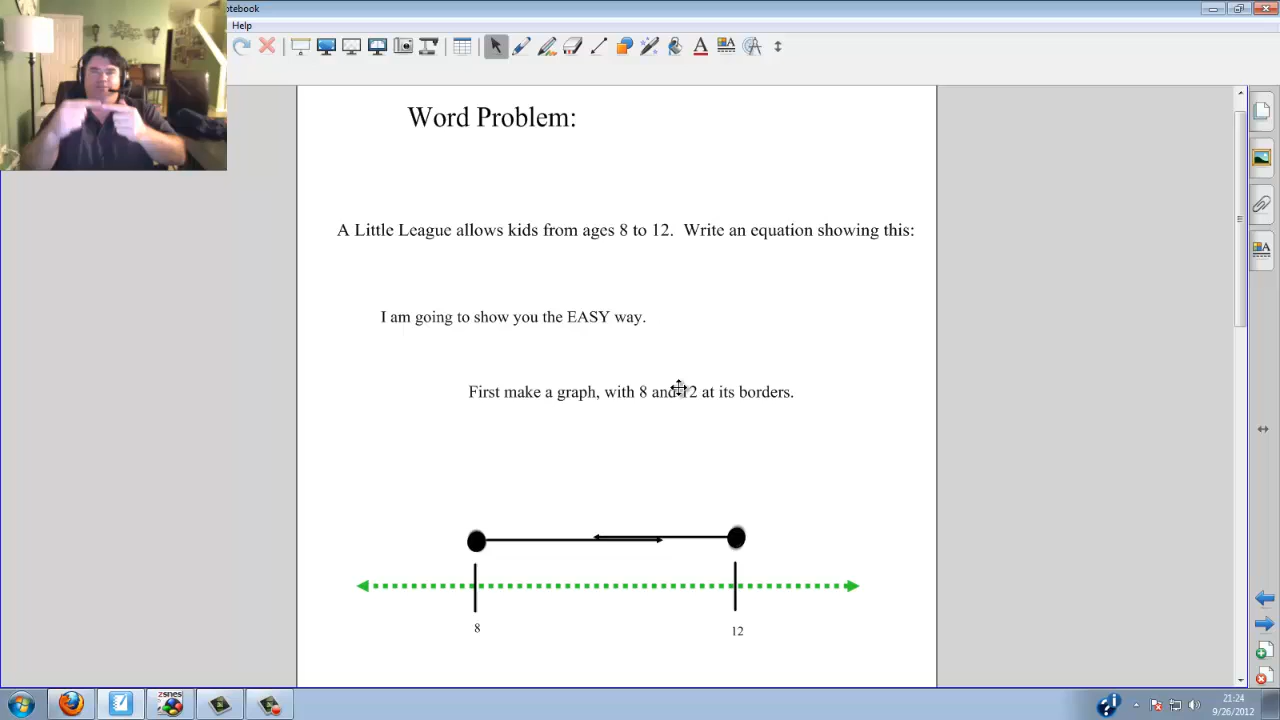 otebook
Help
Word Problem:
A Little League allows kids from ages 8 to 12. Write an equation showing this:
I am going to show you the EASY way.
First make a graph, with 8 and 12 at its borders.
8
12
zsnes
21:24
9/26/2012